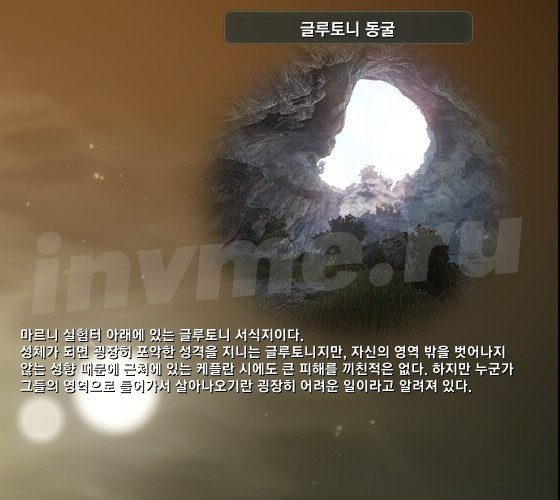 글루토니 동굴
invme.ru
마르니 실험터 아래에 있는 글루토니 서식지이다.
성체가 되면 굉장히 포악한 성격을 지니는 글루토니지만, 자신의 영역 밖을 벗어나지
않는 성향 때문에 근처에 있는 케플란 시에도 큰 피해를 끼친적은 없다. 하지만 누군가
그들의 영역으로 들어가서 살아나오기란 굉장히 어려운 일이라고 알려져 있다.